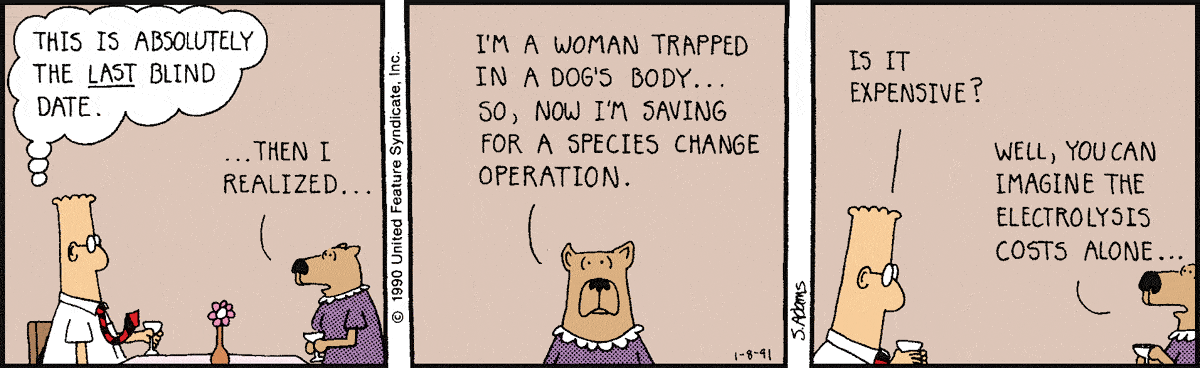 THIS IS ABSOLUTELY
THE LAST BLIND
DATE.
...THEN I
REALIZED...
© 1990 United Feature Syndicate, Inc.
I'M A WOMAN TRAPPED
IN A DOG'S BODY...
SO, NOW I'M SAVING
FOR A SPECIES CHANGE
OPERATION.
1-8-91
S.Adams
IS IT
EXPENSIVE?
WELL, YOU CAN
IMAGINE THE
ELECTROLYSIS
COSTS ALONE...